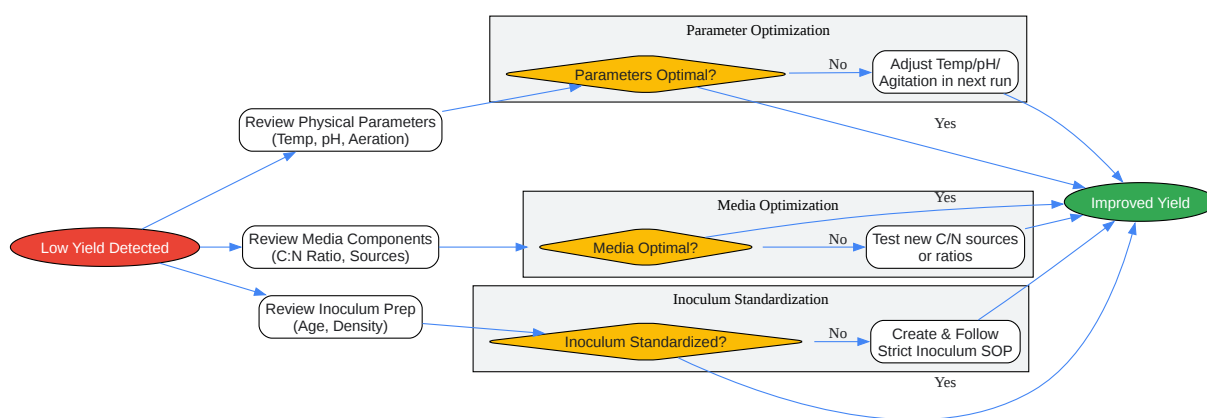 Parameter Optimization
Parameters Optimal?
No
Adjust Temp/pH/
Agitation in next run
Review Physical Parameters
(Temp, pH, Aeration)
Yes
Low Yield Detected
Review Media Components
(C:N Ratio, Sources)
Media Optimization
Media Optimal?
Yes
No
Test new C/N sources
or ratios
Improved Yield
Review Inoculum Prep
(Age, Density)
Inoculum Standardization
Inoculum Standardized?
No
Create & Follow
Strict Inoculum SOP
Yes